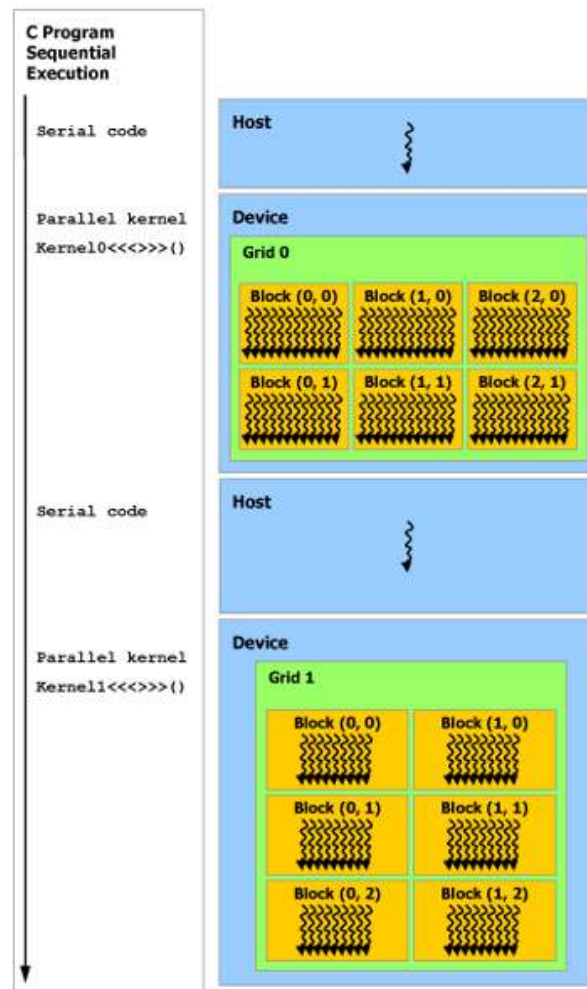 C Program
Sequential
Execution
Serial code
Host
Parallel kernel
Kernel0<<<>>>()
Device
Grid 0
Block (0, 0)
Block (1, 0)
Block (2, 0)
Block (0, 1)
Block (1, 1)
Block (2, 1)
Serial code
Host
Parallel kernel
Kernel1<<<>>>()
Device
Grid 1
Block (0, 0)
Block (1, 0)
Block (0, 1)
Block (1, 1)
Block (0, 2)
Block (1, 2)